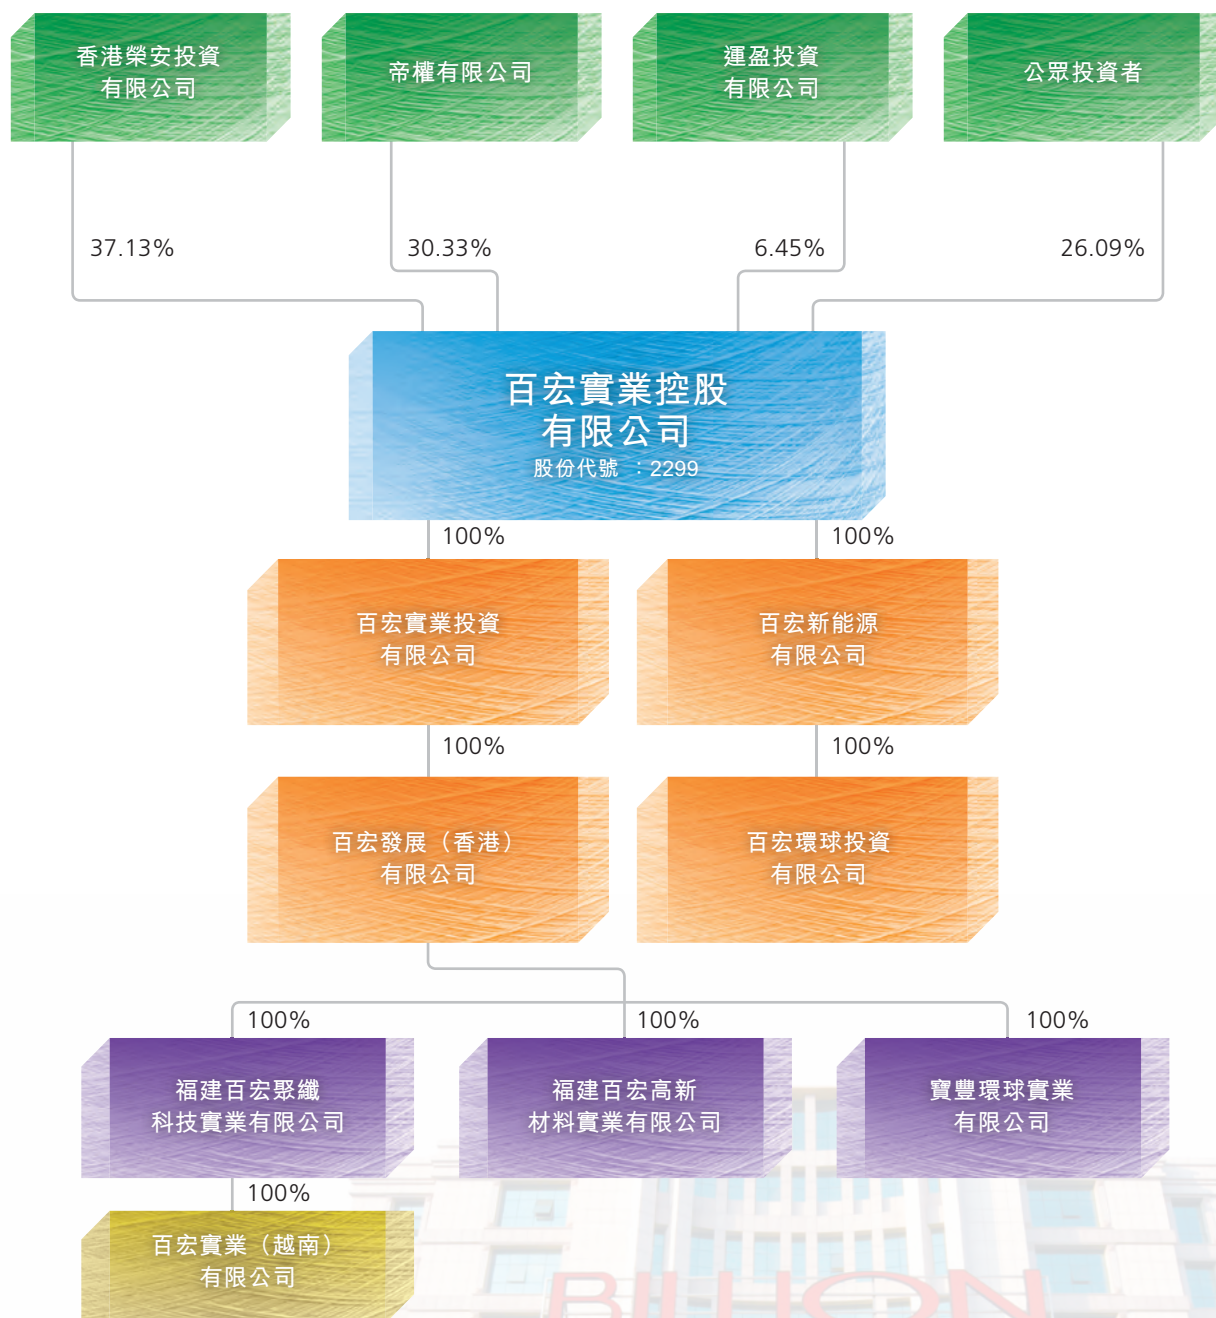 香港榮安投資
有限公司
帝權有限公司
運盈投資
有限公司
公眾投資者
37.13%
30.33%
6.45%
26.09%
百宏實業控股
有限公司
股份代號 ：2299
100%
100%
百宏實業投資
有限公司
百宏新能源
有限公司
100%
100%
百宏發展（香港）
有限公司
百宏環球投資
有限公司
100%
100%
100%
福建百宏聚纖
科技實業有限公司
福建百宏高新
材料實業有限公司
寶豐環球實業
有限公司
100%
百宏實業（越南）
有限公司
BILLION